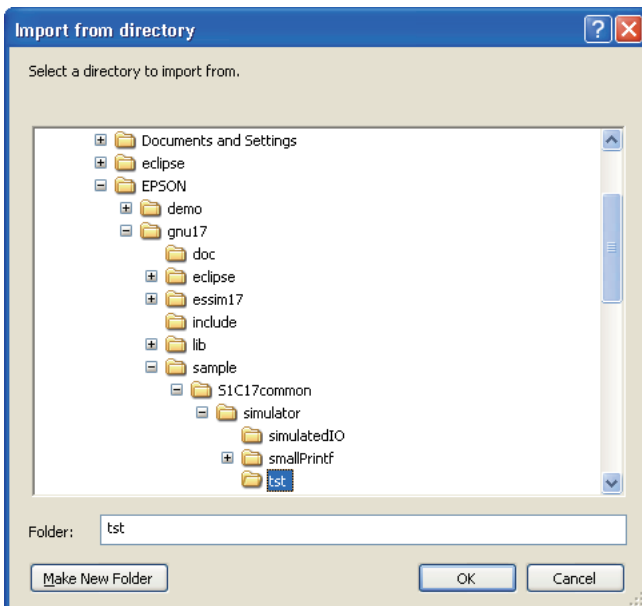 Import from directory
Select a directory to import from.
Documents and Settings
eclipse
EPSON
demo
gnu17
doc
eclipse
essim17
include
lib
sample
S1C17common
simulator
simulatedIO
smallPrintf
tst
Folder: tst
Make New Folder OK Cancel